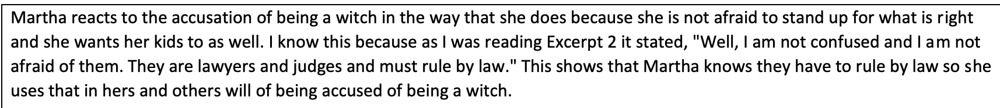 Martha reacts to the accusation of being a witch in the way that she does because she is not afraid to stand up for what is right
and she wants her kids to as well. I know this because as I was reading Excerpt 2 it stated, "Well, I am not confused and I am not
afraid of them. They are lawyers and judges and must rule by law." This shows that Martha knows they have to rule by law so she
uses that in hers and others will of being accused of being a witch.